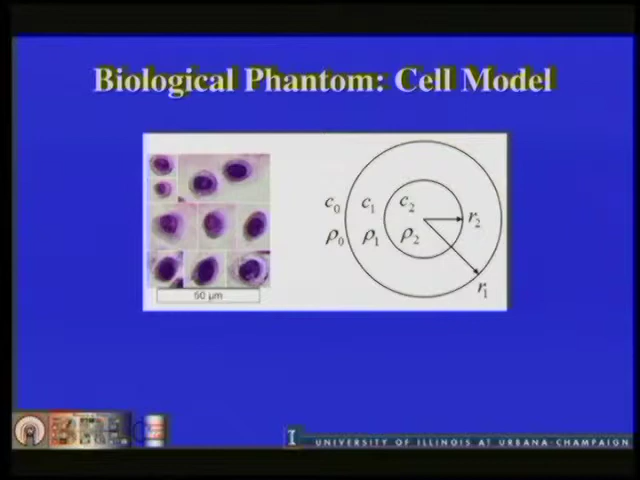 Biological Phantom: Cell Model
c₀ c₁ c₂
ρ₀ ρ₁ ρ₂
r₂
r₁
50 μm
I UNIVERSITY OF ILLINOIS AT URBANA-CHAMPAIGN